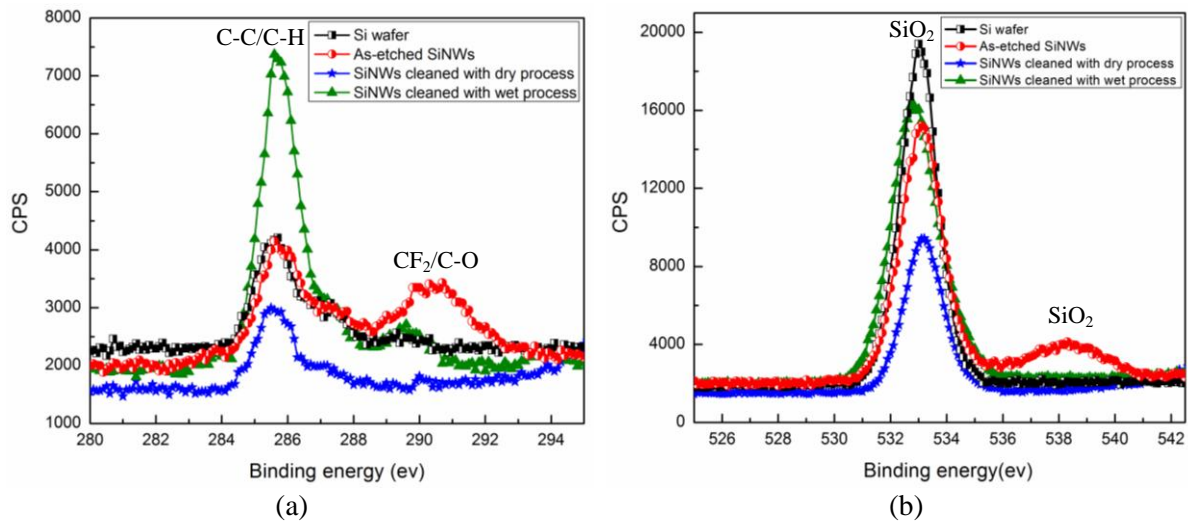 8000
7000
6000
5000
4000
3000
2000
1000
CPS
280 282 284 286 288 290 292 294
Binding energy (ev)
C-C/C-H
CF2/C-O
Si wafer
As-etched SiNWs
SiNWs cleaned with dry process
SiNWs cleaned with wet process
(a)
20000
16000
12000
8000
4000
0
CPS
526 528 530 532 534 536 538 540 542
Binding energy(ev)
SiO2
SiO2
Si wafer
As-etched SiNWs
SiNWs cleaned with dry process
SiNWs cleaned with wet process
(b)